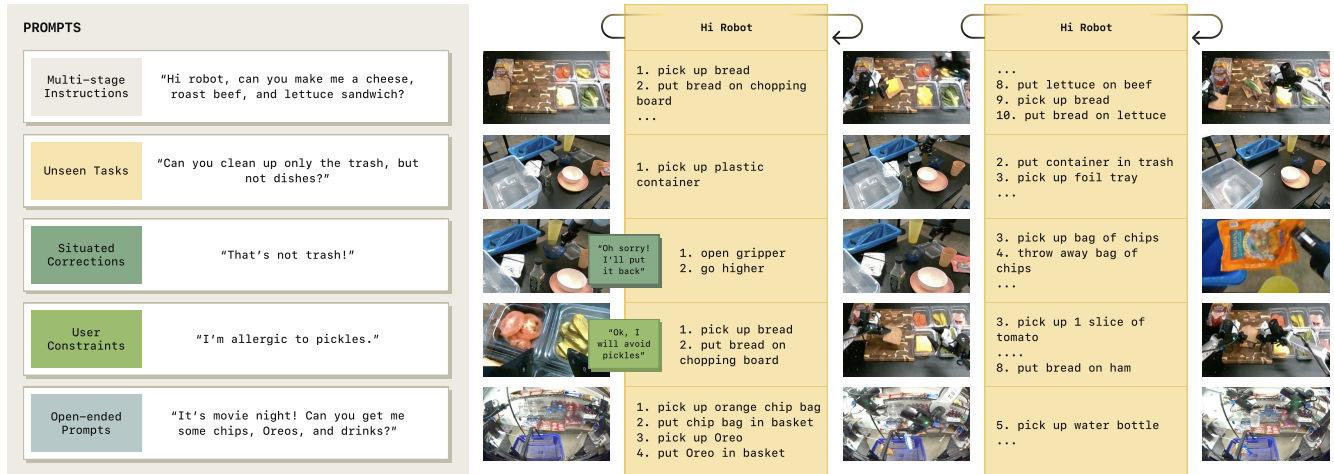 PROMPTS
Hi Robot
Hi Robot
Multi-stage
Instructions
“Hi robot, can you make me a cheese,
roast beef, and lettuce sandwich?
1. pick up bread
2. put bread on chopping
board
...
...
8. put lettuce on beef
9. pick up bread
10. put bread on lettuce
Unseen Tasks
“Can you clean up only the trash, but
not dishes?”
1. pick up plastic
container
2. put container in trash
3. pick up foil tray
...
Situated
Corrections
“That’s not trash!”
“Oh sorry!
I’ll put
it back”
1. open gripper
2. go higher
3. pick up bag of chips
4. throw away bag of
chips
...
User
Constraints
“I’m allergic to pickles.”
“Ok, I
will avoid
pickles”
1. pick up bread
2. put bread on
chopping board
3. pick up 1 slice of
tomato
....
8. put bread on ham
Open-ended
Prompts
“It’s movie night! Can you get me
some chips, Oreos, and drinks?”
1. pick up orange chip bag
2. put chip bag in basket
3. pick up Oreo
4. put Oreo in basket
5. pick up water bottle
...